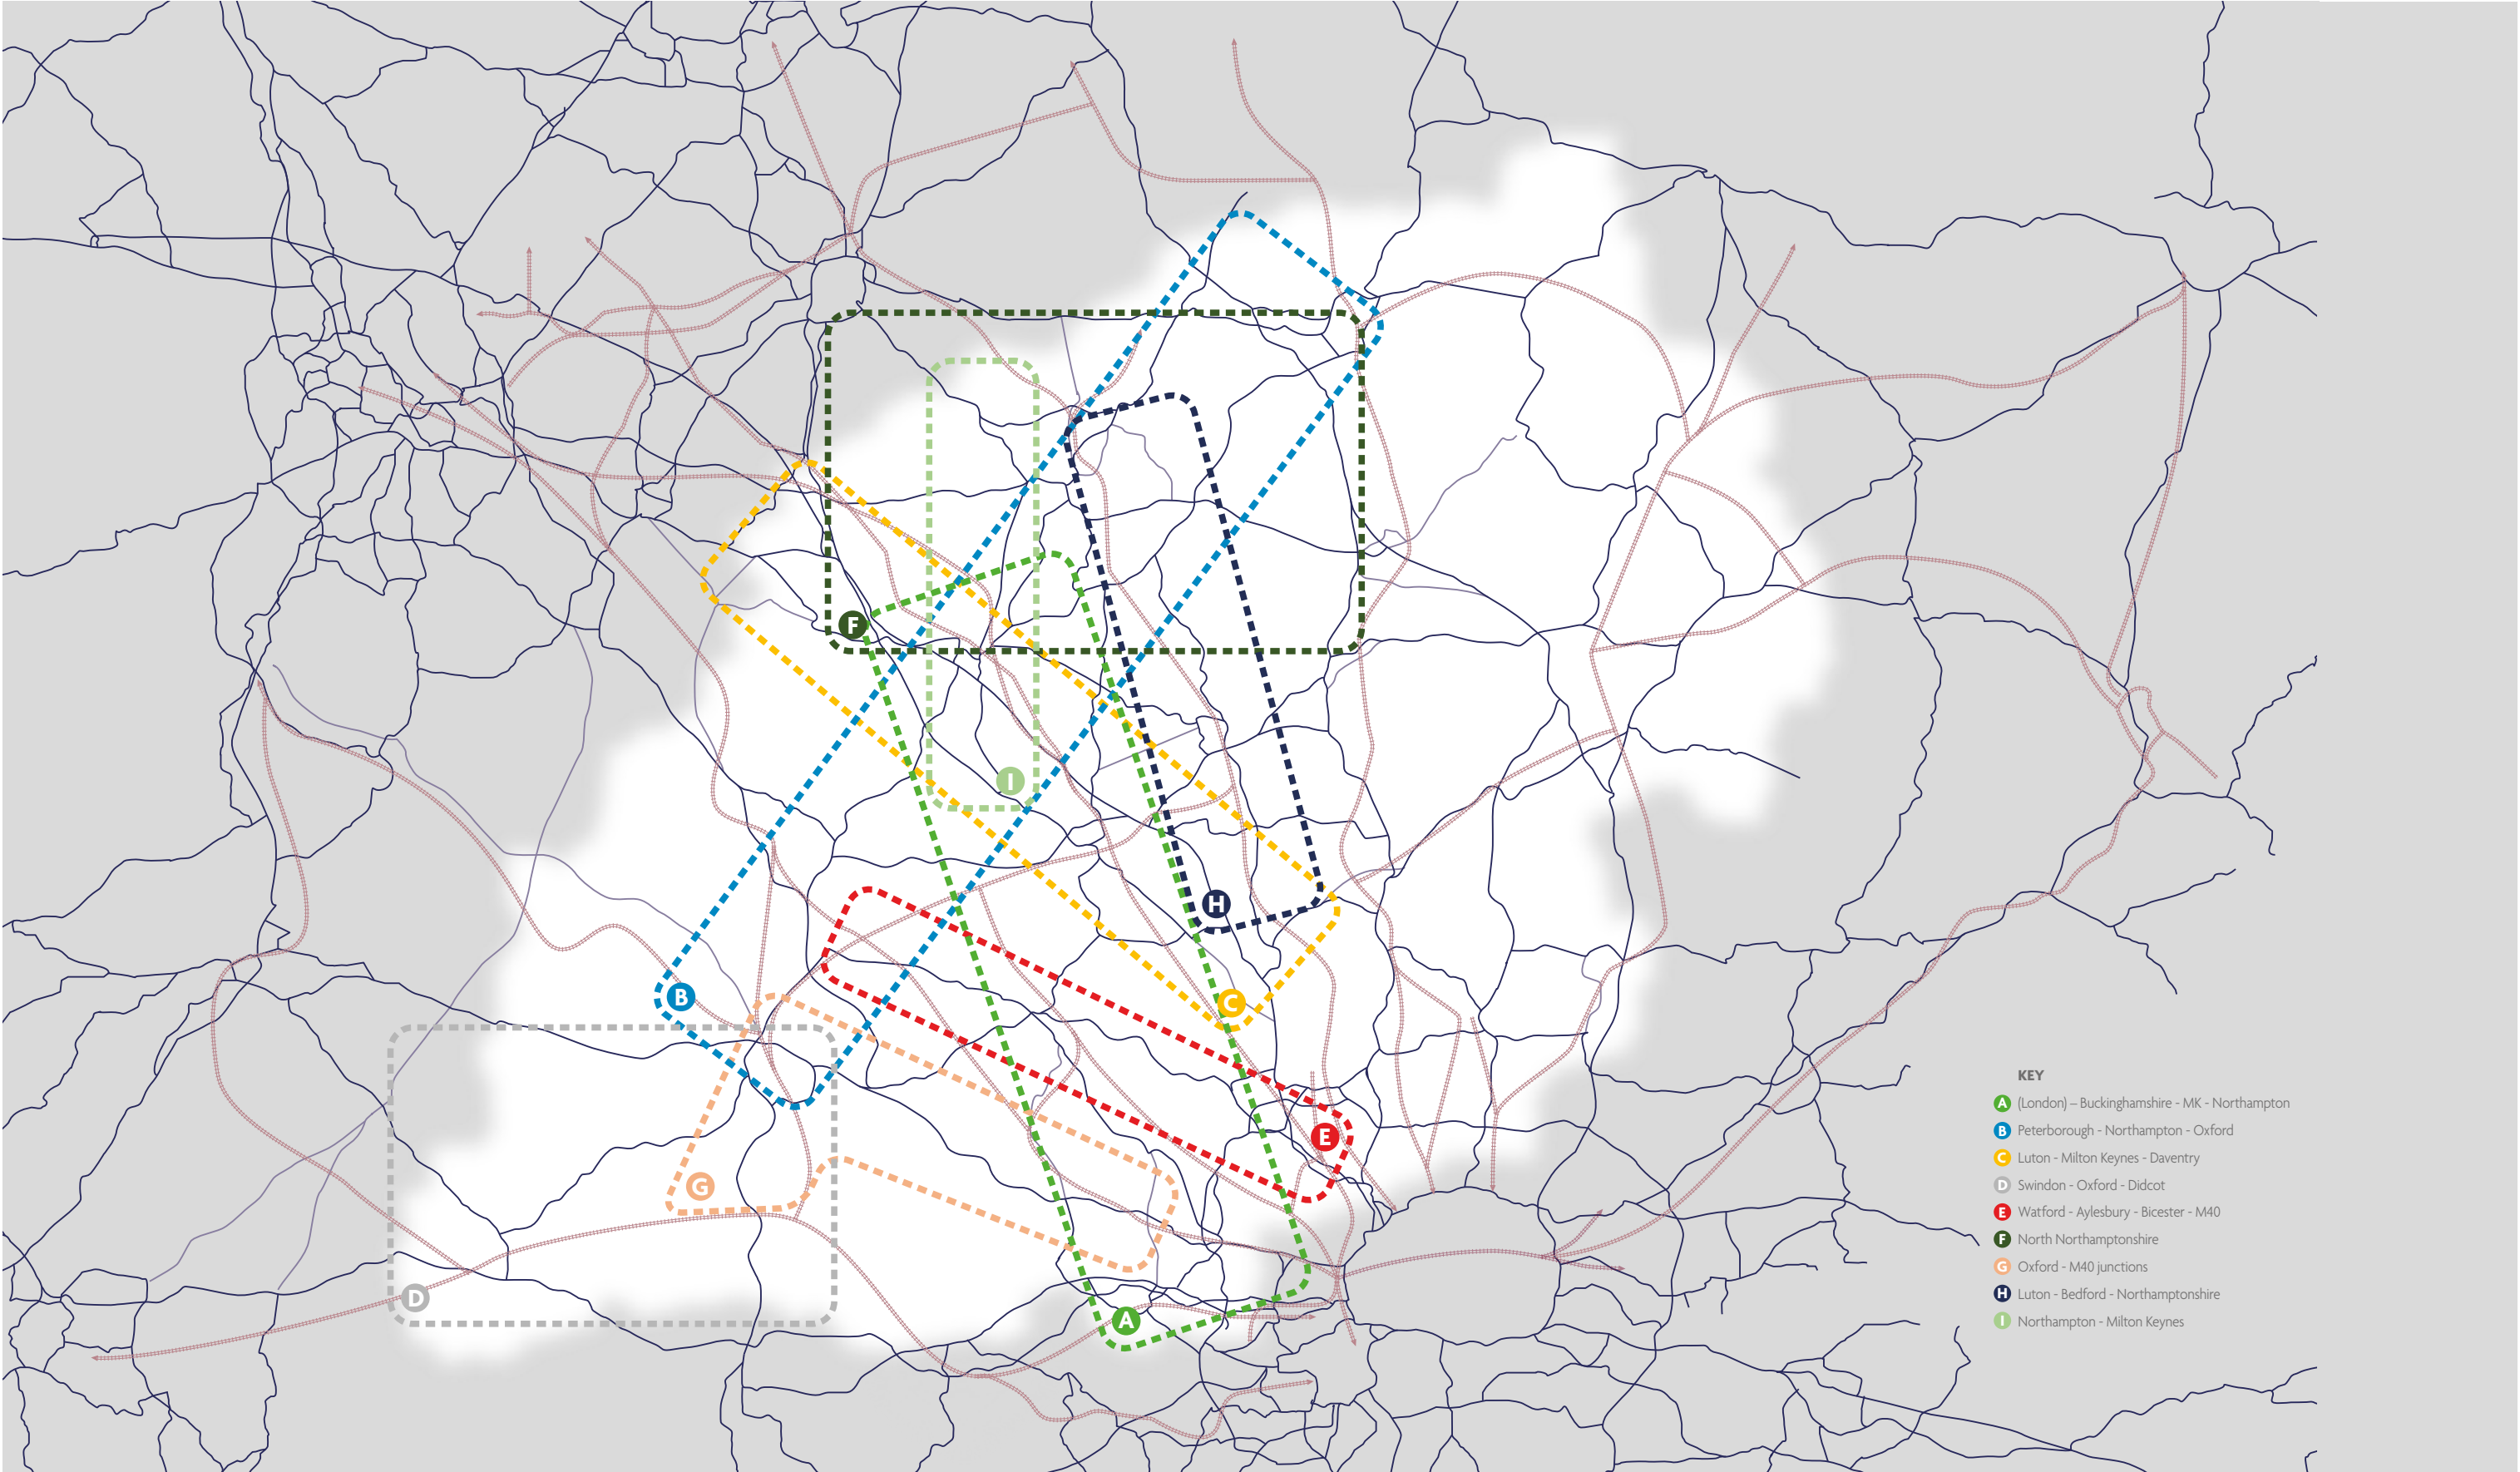 F
I
H
B
C
E
G
D
A
KEY
A (London) – Buckinghamshire - MK - Northampton
B Peterborough - Northampton - Oxford
C Luton - Milton Keynes - Daventry
D Swindon - Oxford - Didcot
E Watford - Aylesbury - Bicester - M40
F North Northamptonshire
G Oxford - M40 junctions
H Luton - Bedford - Northamptonshire
I Northampton - Milton Keynes